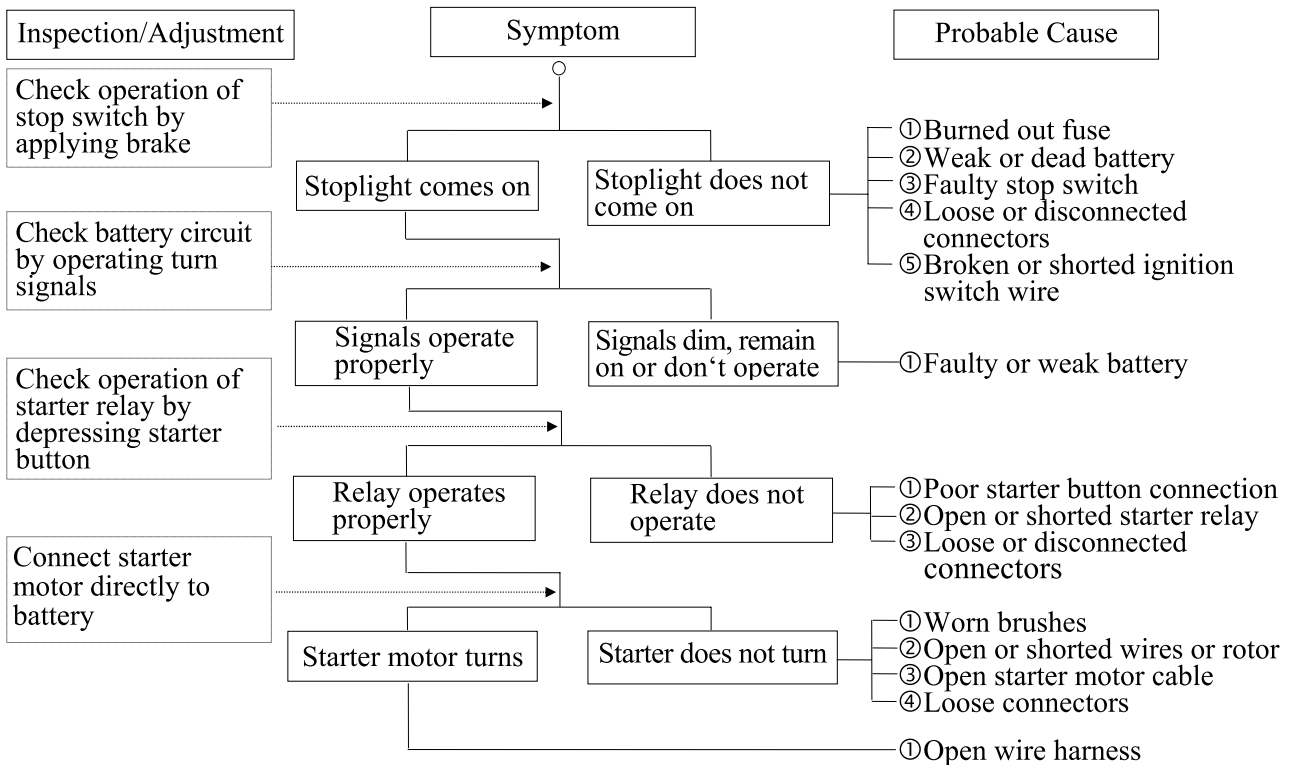 Inspection/Adjustment
Symptom
Probable Cause
Check operation of
stop switch by
applying brake
Stoplight comes on
Stoplight does not
come on
①Burned out fuse
②Weak or dead battery
③Faulty stop switch
④Loose or disconnected
connectors
⑤Broken or shorted ignition
switch wire
Check battery circuit
by operating turn
signals
Signals operate
properly
Signals dim, remain
on or don‘t operate
①Faulty or weak battery
Check operation of
starter relay by
depressing starter
button
Relay operates
properly
Relay does not
operate
①Poor starter button connection
②Open or shorted starter relay
③Loose or disconnected
connectors
Connect starter
motor directly to
battery
Starter motor turns
Starter does not turn
①Worn brushes
②Open or shorted wires or rotor
③Open starter motor cable
④Loose connectors
①Open wire harness